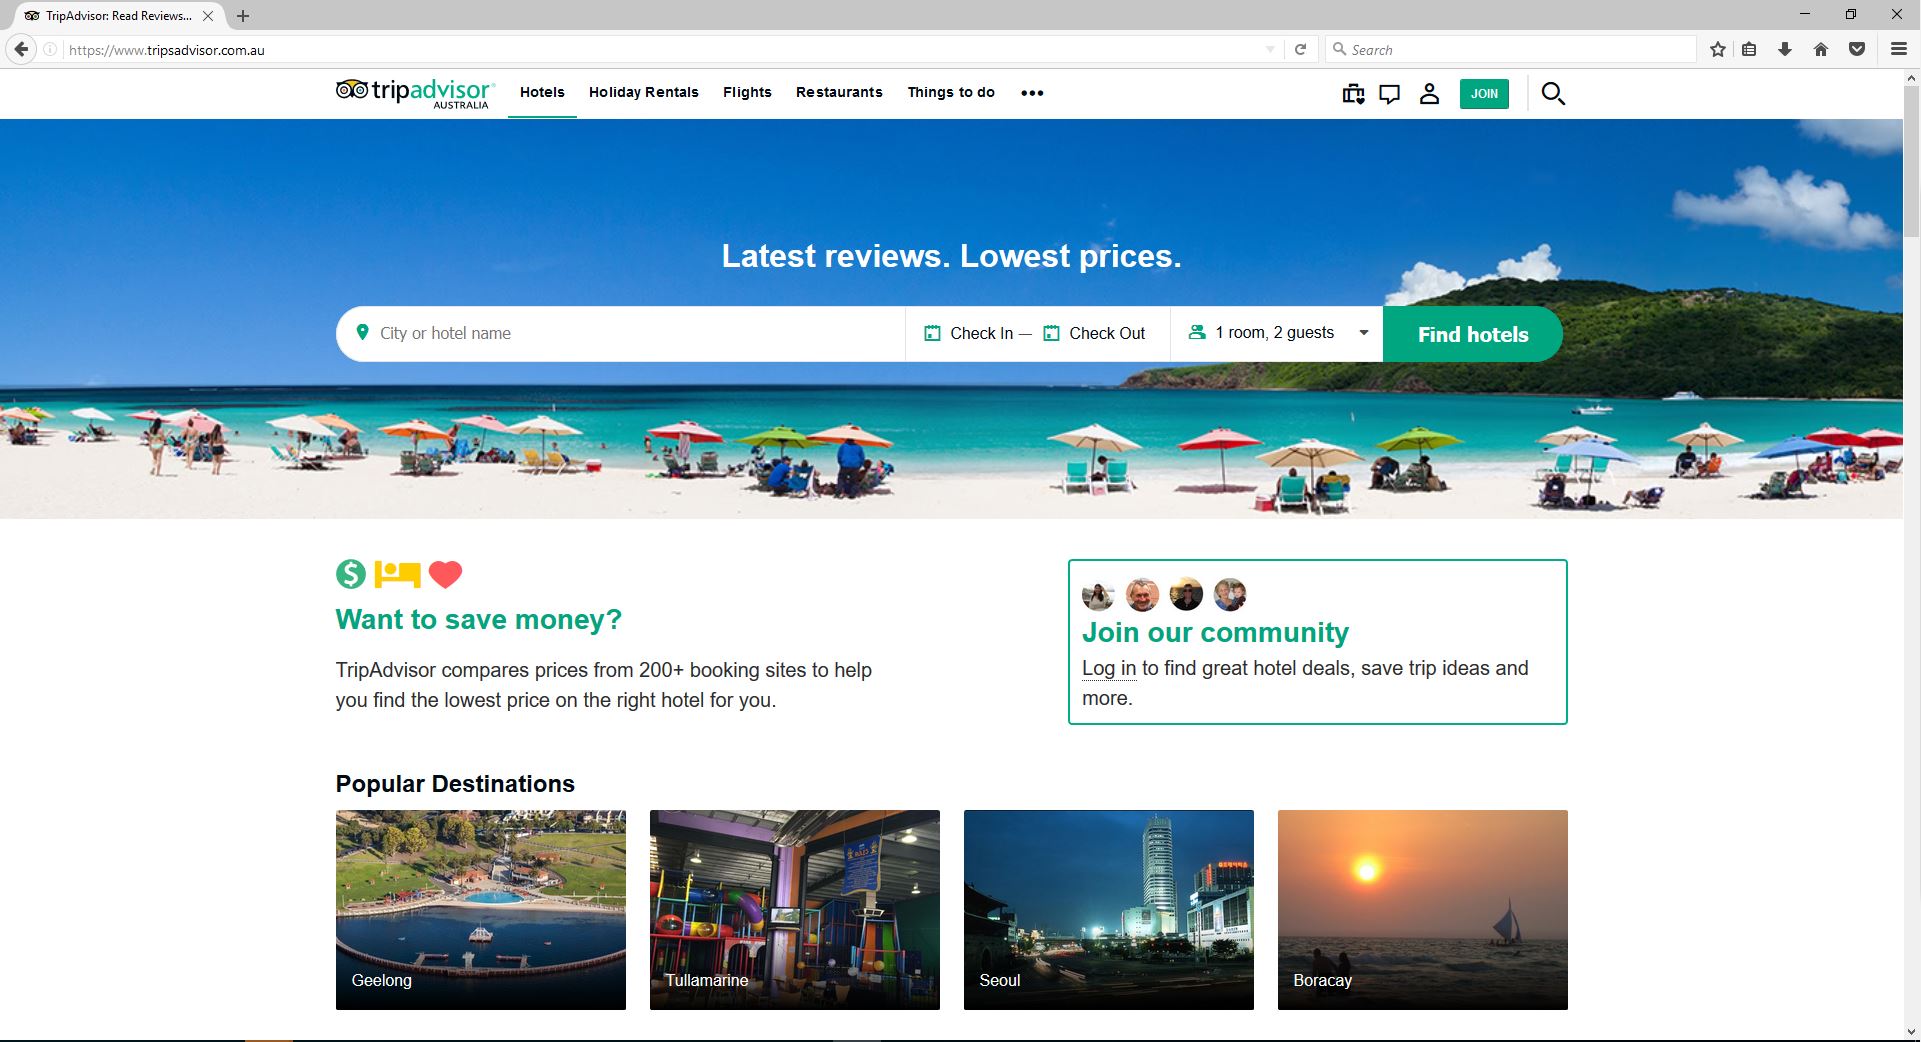 TripAdvisor: Read Reviews...
https://www.tripsadvisor.com.au
Search
tripadvisor®
AUSTRALIA
Hotels
Holiday Rentals
Flights
Restaurants
Things to do
JOIN
Latest reviews. Lowest prices.
City or hotel name
Check In —
Check Out
1 room, 2 guests
Find hotels
Want to save money?
TripAdvisor compares prices from 200+ booking sites to help
you find the lowest price on the right hotel for you.
Join our community
Log in to find great hotel deals, save trip ideas and
more.
Popular Destinations
Geelong
Tullamarine
Seoul
Boracay